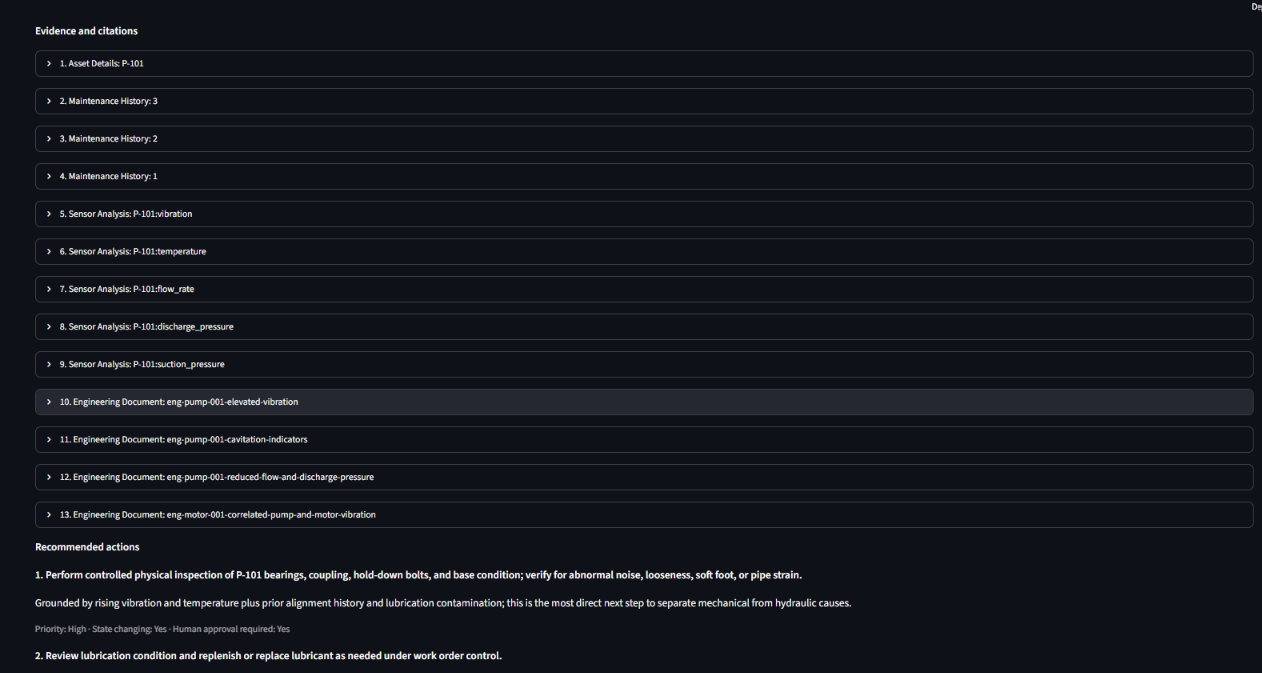 Evidence and citations
1. Asset Details: P-101
2. Maintenance History: 3
3. Maintenance History: 2
4. Maintenance History: 1
5. Sensor Analysis: P-101:vibration
6. Sensor Analysis: P-101:temperature
7. Sensor Analysis: P-101:flow_rate
8. Sensor Analysis: P-101:discharge_pressure
9. Sensor Analysis: P-101:suction_pressure
10. Engineering Document: eng-pump-001-elevated-vibration
11. Engineering Document: eng-pump-001-cavitation-indicators
12. Engineering Document: eng-pump-001-reduced-flow-and-discharge-pressure
13. Engineering Document: eng-motor-001-correlated-pump-and-motor-vibration
Recommended actions
1. Perform controlled physical inspection of P-101 bearings, coupling, hold-down bolts, and base condition; verify for abnormal noise, looseness, soft foot, or pipe strain.
Grounded by rising vibration and temperature plus prior alignment history and lubrication contamination; this is the most direct next step to separate mechanical from hydraulic causes.
Priority: High · State changing: Yes · Human approval required: Yes
2. Review lubrication condition and replenish or replace lubricant as needed under work order control.